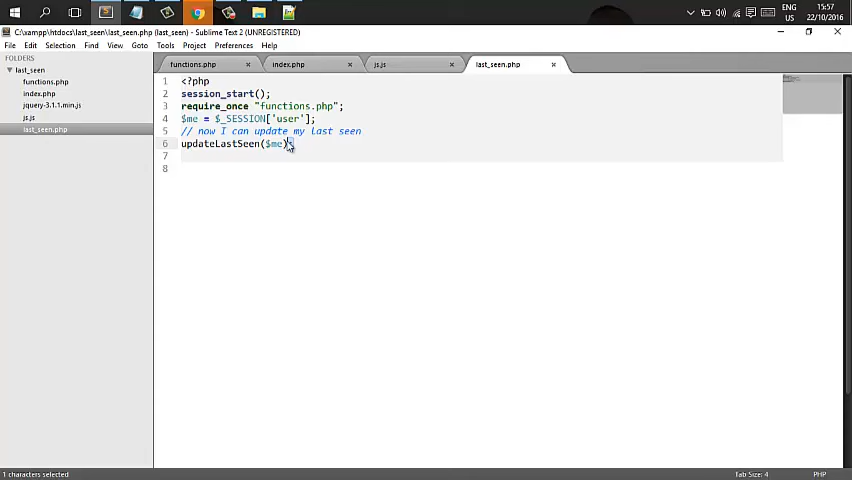 ENG
15:57
US
22/10/2016
C:\xampp\htdocs\last_seen\last_seen.php (last_seen) - Sublime Text 2 (UNREGISTERED)
File Edit Selection Find View Goto Tools Project Preferences Help
FOLDERS
last_seen
functions.php
index.php
jquery-3.1.1.min.js
js.js
last_seen.php
functions.php index.php js.js last_seen.php
1 <?php
2 session_start();
3 require_once "functions.php";
4 $me = $_SESSION['user'];
5 // now I can update my last seen
6 updateLastSeen($me);
7
8
1 characters selected
Tab Size: 4
PHP